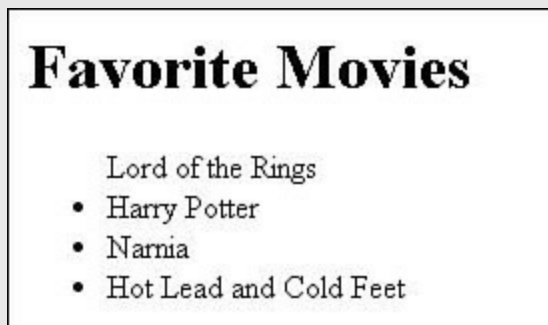 Favorite Movies
Lord of the Rings
• Harry Potter
• Narnia
• Hot Lead and Cold Feet